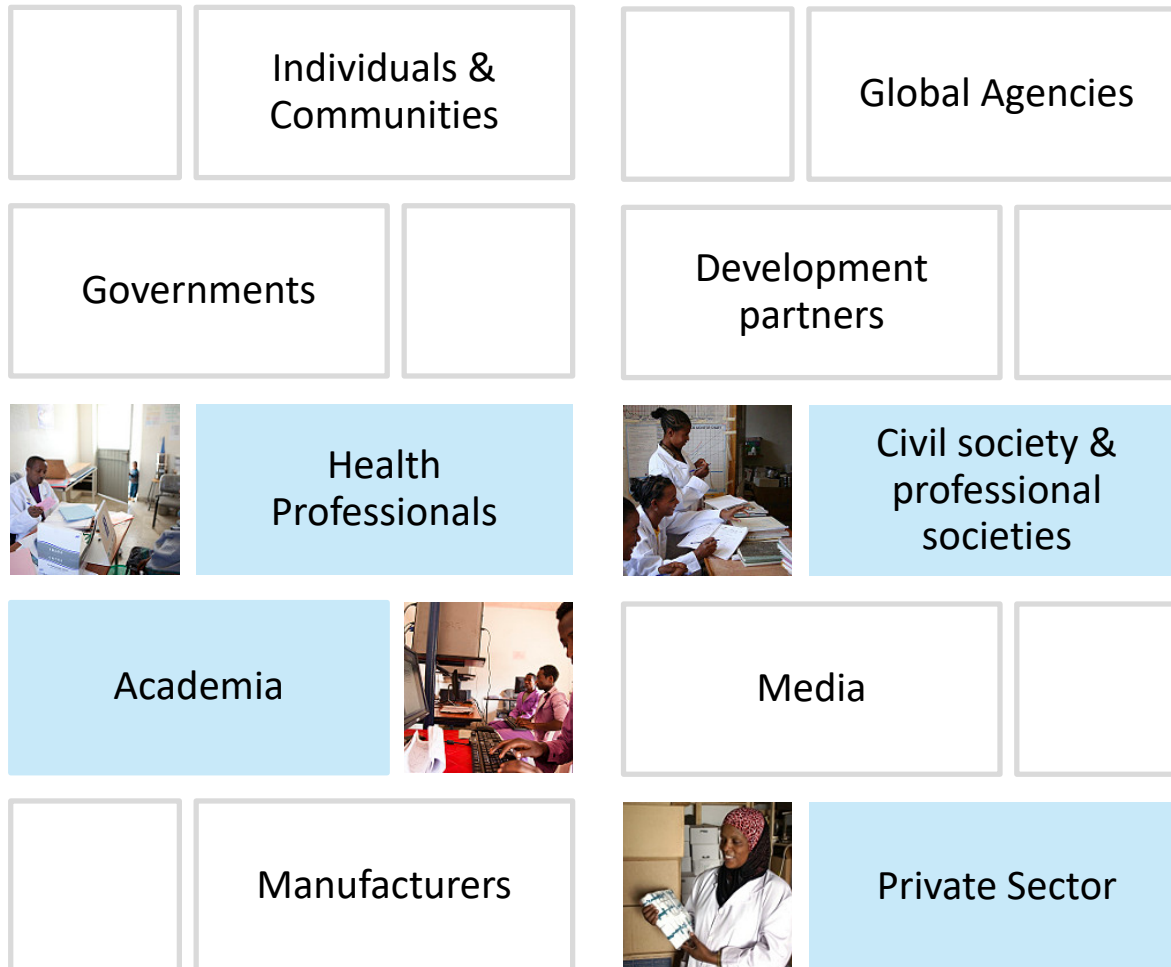 Individuals &
Communities
Global Agencies
Governments
Development
partners
Health
Professionals
Civil society &
professional
societies
Academia
Media
Manufacturers
Private Sector